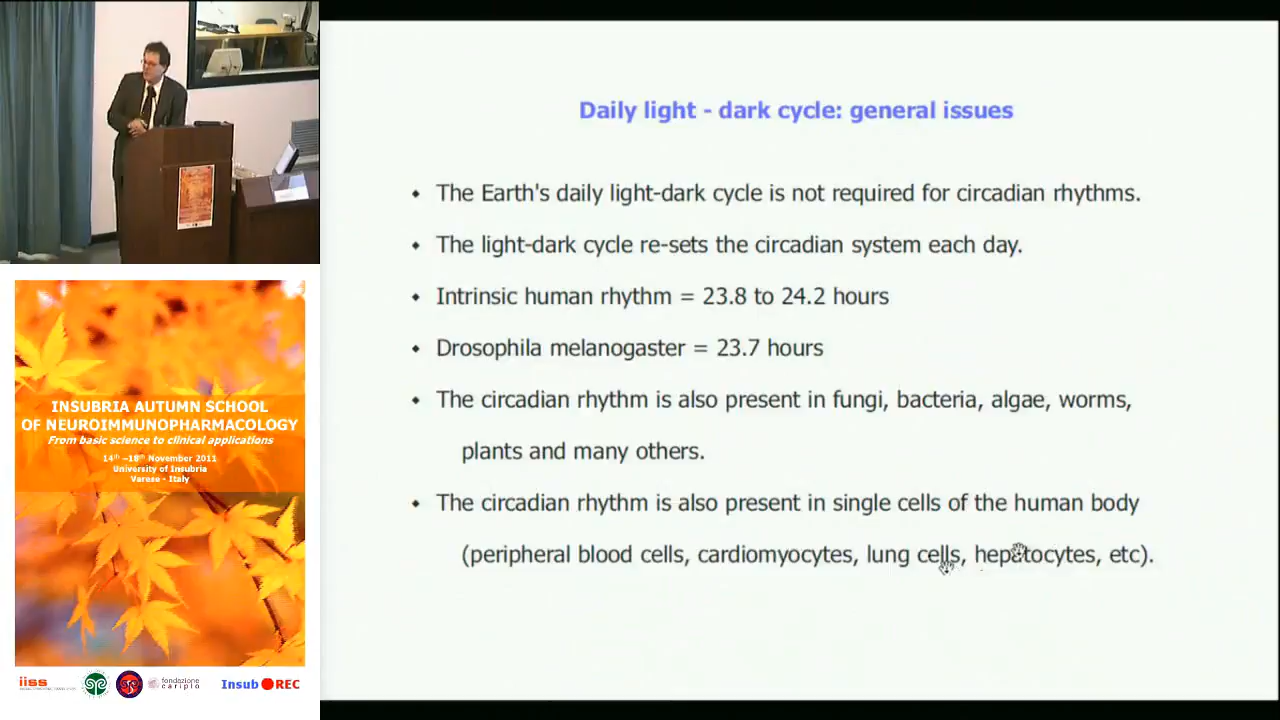 Daily light - dark cycle: general issues
The Earth's daily light-dark cycle is not required for circadian rhythms.
The light-dark cycle re-sets the circadian system each day.
Intrinsic human rhythm = 23.8 to 24.2 hours
Drosophila melanogaster = 23.7 hours
The circadian rhythm is also present in fungi, bacteria, algae, worms,
plants and many others.
The circadian rhythm is also present in single cells of the human body
(peripheral blood cells, cardiomyocytes, lung cells, hepatocytes, etc).
INSUBRIA AUTUMN SCHOOL
OF NEUROIMMUNOPHARMACOLOGY
From basic science to clinical applications
14th –18th November 2011
University of Insubria
Varese - Italy
iiss
fondazione
cariplo
Insub REC